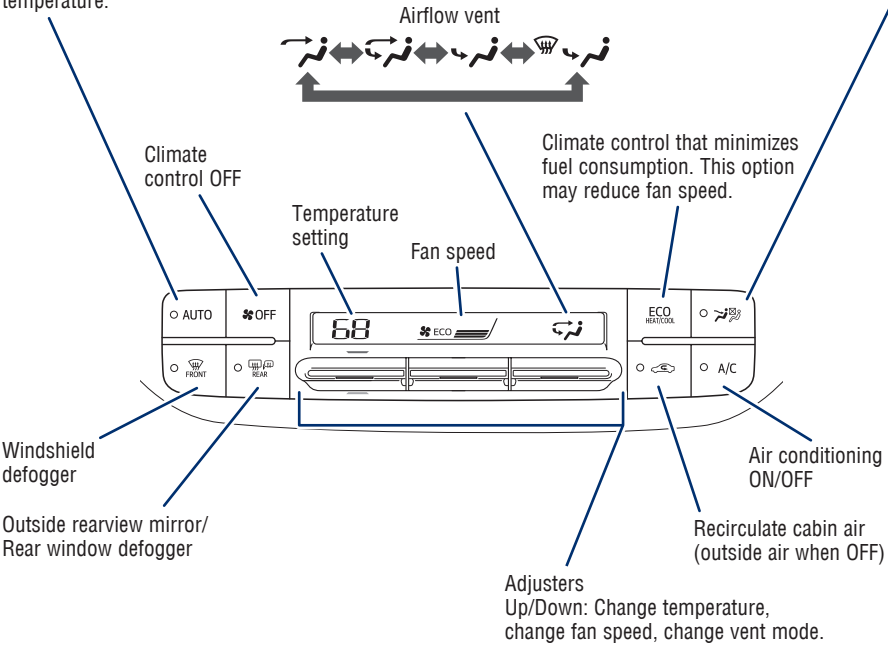 temperature.
Airflow vent
Climate
control OFF
Climate control that minimizes
fuel consumption. This option
may reduce fan speed.
Temperature
setting
Fan speed
AUTO
OFF
68
ECO
ECO
HEAT/COOL
FRONT
REAR
A/C
Windshield
defogger
Air conditioning
ON/OFF
Outside rearview mirror/
Rear window defogger
Recirculate cabin air
(outside air when OFF)
Adjusters
Up/Down: Change temperature,
change fan speed, change vent mode.